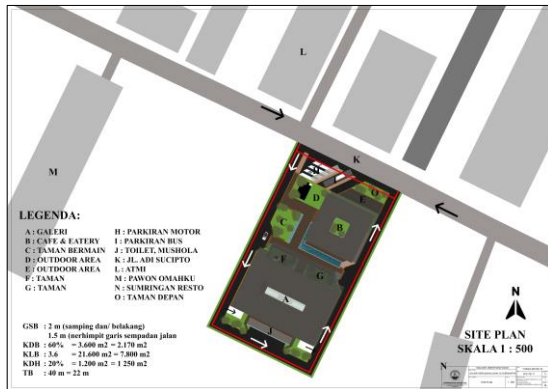 L
K
M
H
D
E
O
B
C
F
G
A
J
LEGENDA:
A : GALERI
B : CAFE & EATERY
C : TAMAN BERMAIN
D : OUTDOOR AREA
E : OUTDOOR AREA
F : TAMAN
G : TAMAN
H : PARKIRAN MOTOR
I : PARKIRAN BUS
J : TOILET, MUSHOLA
K : JL. ADI SUCIPTO
L : ATMI
M : PAWON OMAHKU
N : SUMRINGAN RESTO
O : TAMAN DEPAN
GSB : 2 m (samping dan/ belakang)
1.5 m (nerhimpit garis sempadan jalan
KDB : 60% = 3.600 m2 = 2.170 m2
KLB : 3.6 = 21.600 m2 = 7.800 m2
KDH : 20% = 1.200 m2 = 1 250 m2
TB : 40 m = 22 m
N
SITE PLAN
SKALA 1 : 500
N